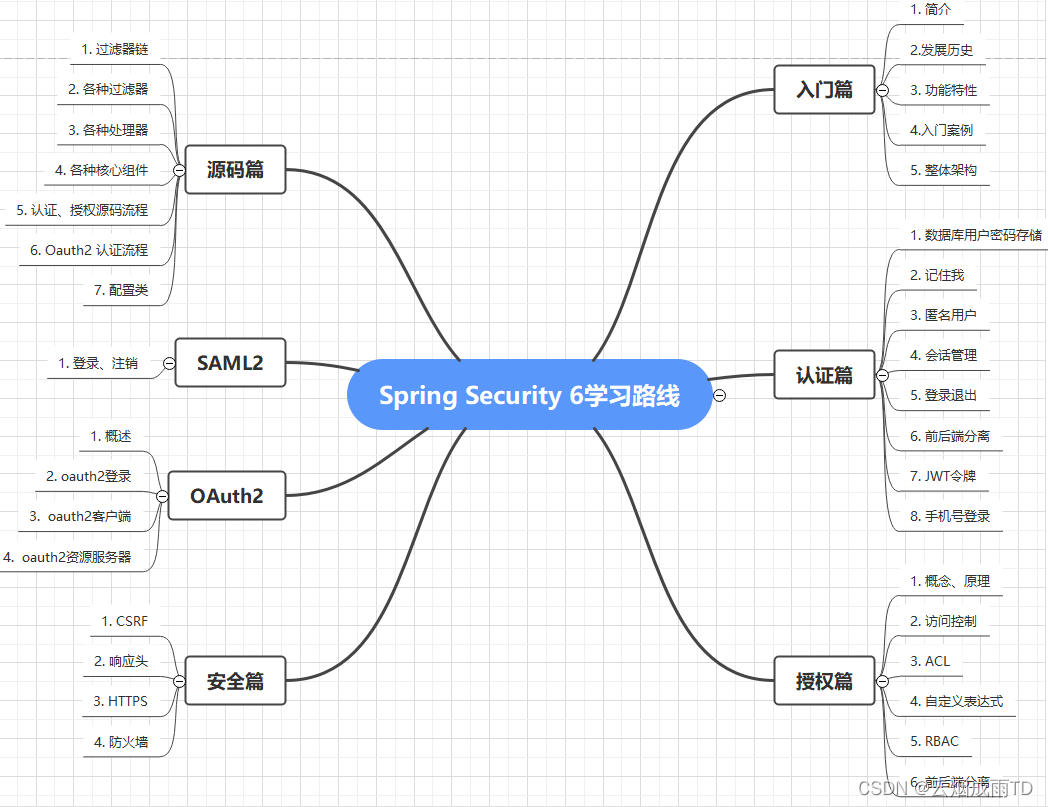 Spring Security 6学习路线
入门篇
1. 简介
2.发展历史
3. 功能特性
4.入门案例
5. 整体架构
认证篇
1. 数据库用户密码存储
2. 记住我
3. 匿名用户
4. 会话管理
5. 登录退出
6. 前后端分离
7. JWT令牌
8. 手机号登录
授权篇
1. 概念、原理
2. 访问控制
3. ACL
4. 自定义表达式
5. RBAC
6. 前后端分离
源码篇
1. 过滤器链
2. 各种过滤器
3. 各种处理器
4. 各种核心组件
5. 认证、授权源码流程
6. Oauth2 认证流程
7. 配置类
SAML2
1. 登录、注销
OAuth2
1. 概述
2. oauth2登录
3. oauth2客户端
4. oauth2资源服务器
安全篇
1. CSRF
2. 响应头
3. HTTPS
4. 防火墙
CSDN @云烟成雨TD